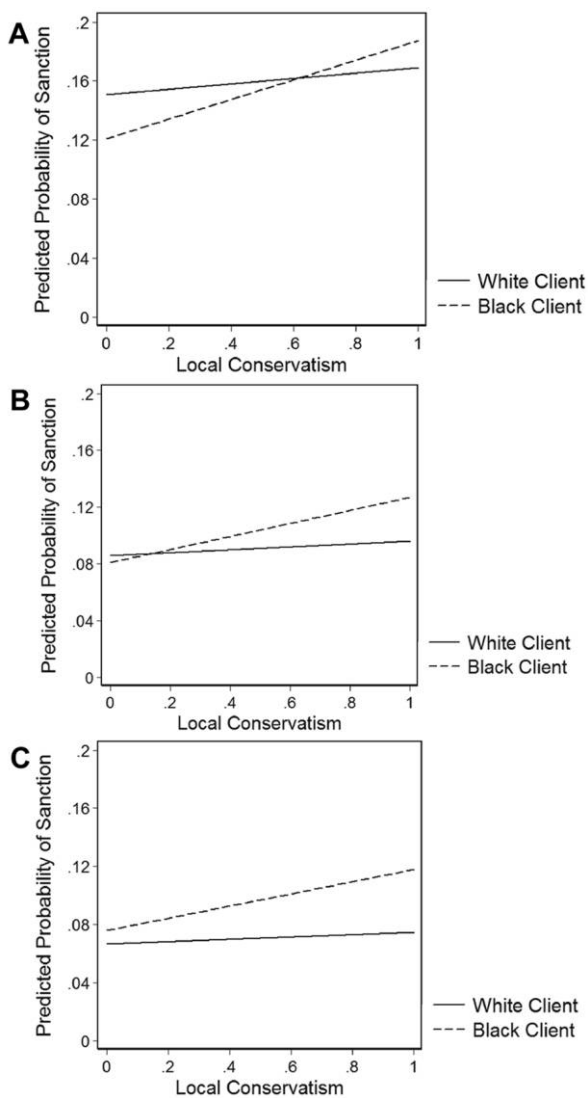 A
Predicted Probability of Sanction
.2
.16
.12
.08
.04
0
0 .2 .4 .6 .8 1
Local Conservatism
White Client
Black Client
B
Predicted Probability of Sanction
.2
.16
.12
.08
.04
0
0 .2 .4 .6 .8 1
Local Conservatism
White Client
Black Client
C
Predicted Probability of Sanction
.2
.16
.12
.08
.04
0
0 .2 .4 .6 .8 1
Local Conservatism
White Client
Black Client